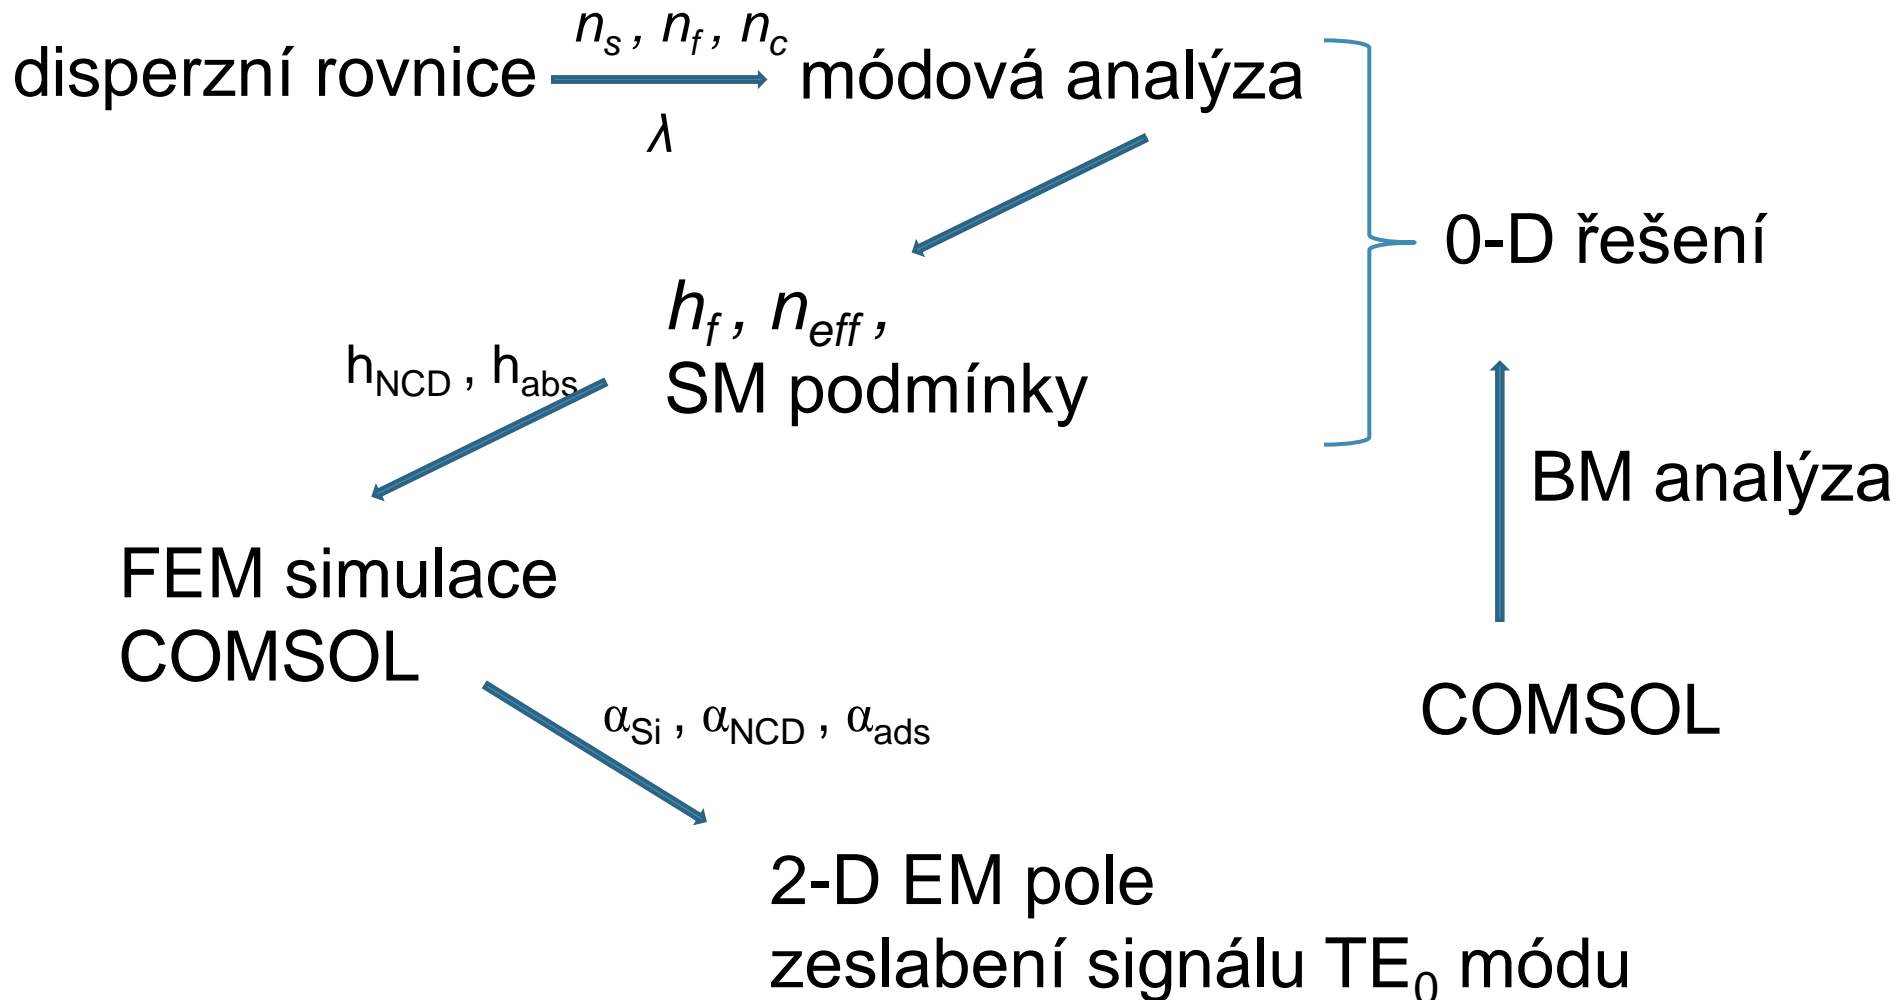 n_s , n_f , n_c
disperzní rovnice
módová analýza
λ
0-D řešení
h_f , n_eff ,
SM podmínky
h_NCD , h_abs
BM analýza
FEM simulace
COMSOL
COMSOL
α_Si , α_NCD , α_ads
2-D EM pole
zeslabení signálu TE_0 módu